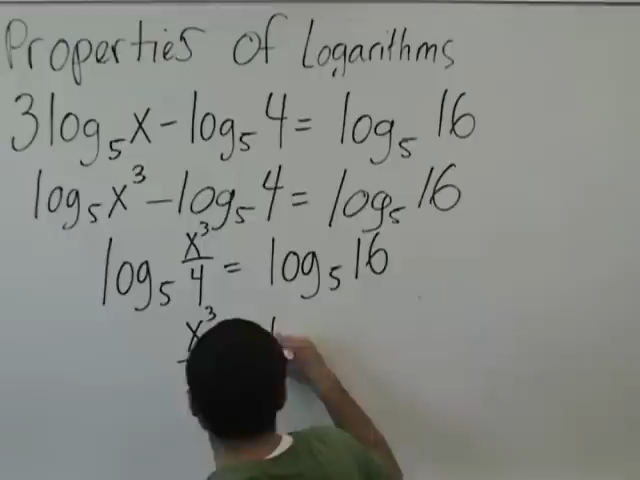 Properties of Logarithms
3log₅x - log₅4 = log₅16
log₅x³ - log₅4 = log₅16
log₅ x³/4 = log₅16
x³